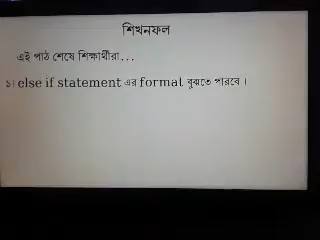 শিখনফল
এই পাঠ শেষে শিক্ষার্থীরা...
১। else if statement এর format বুঝতে পারবে।